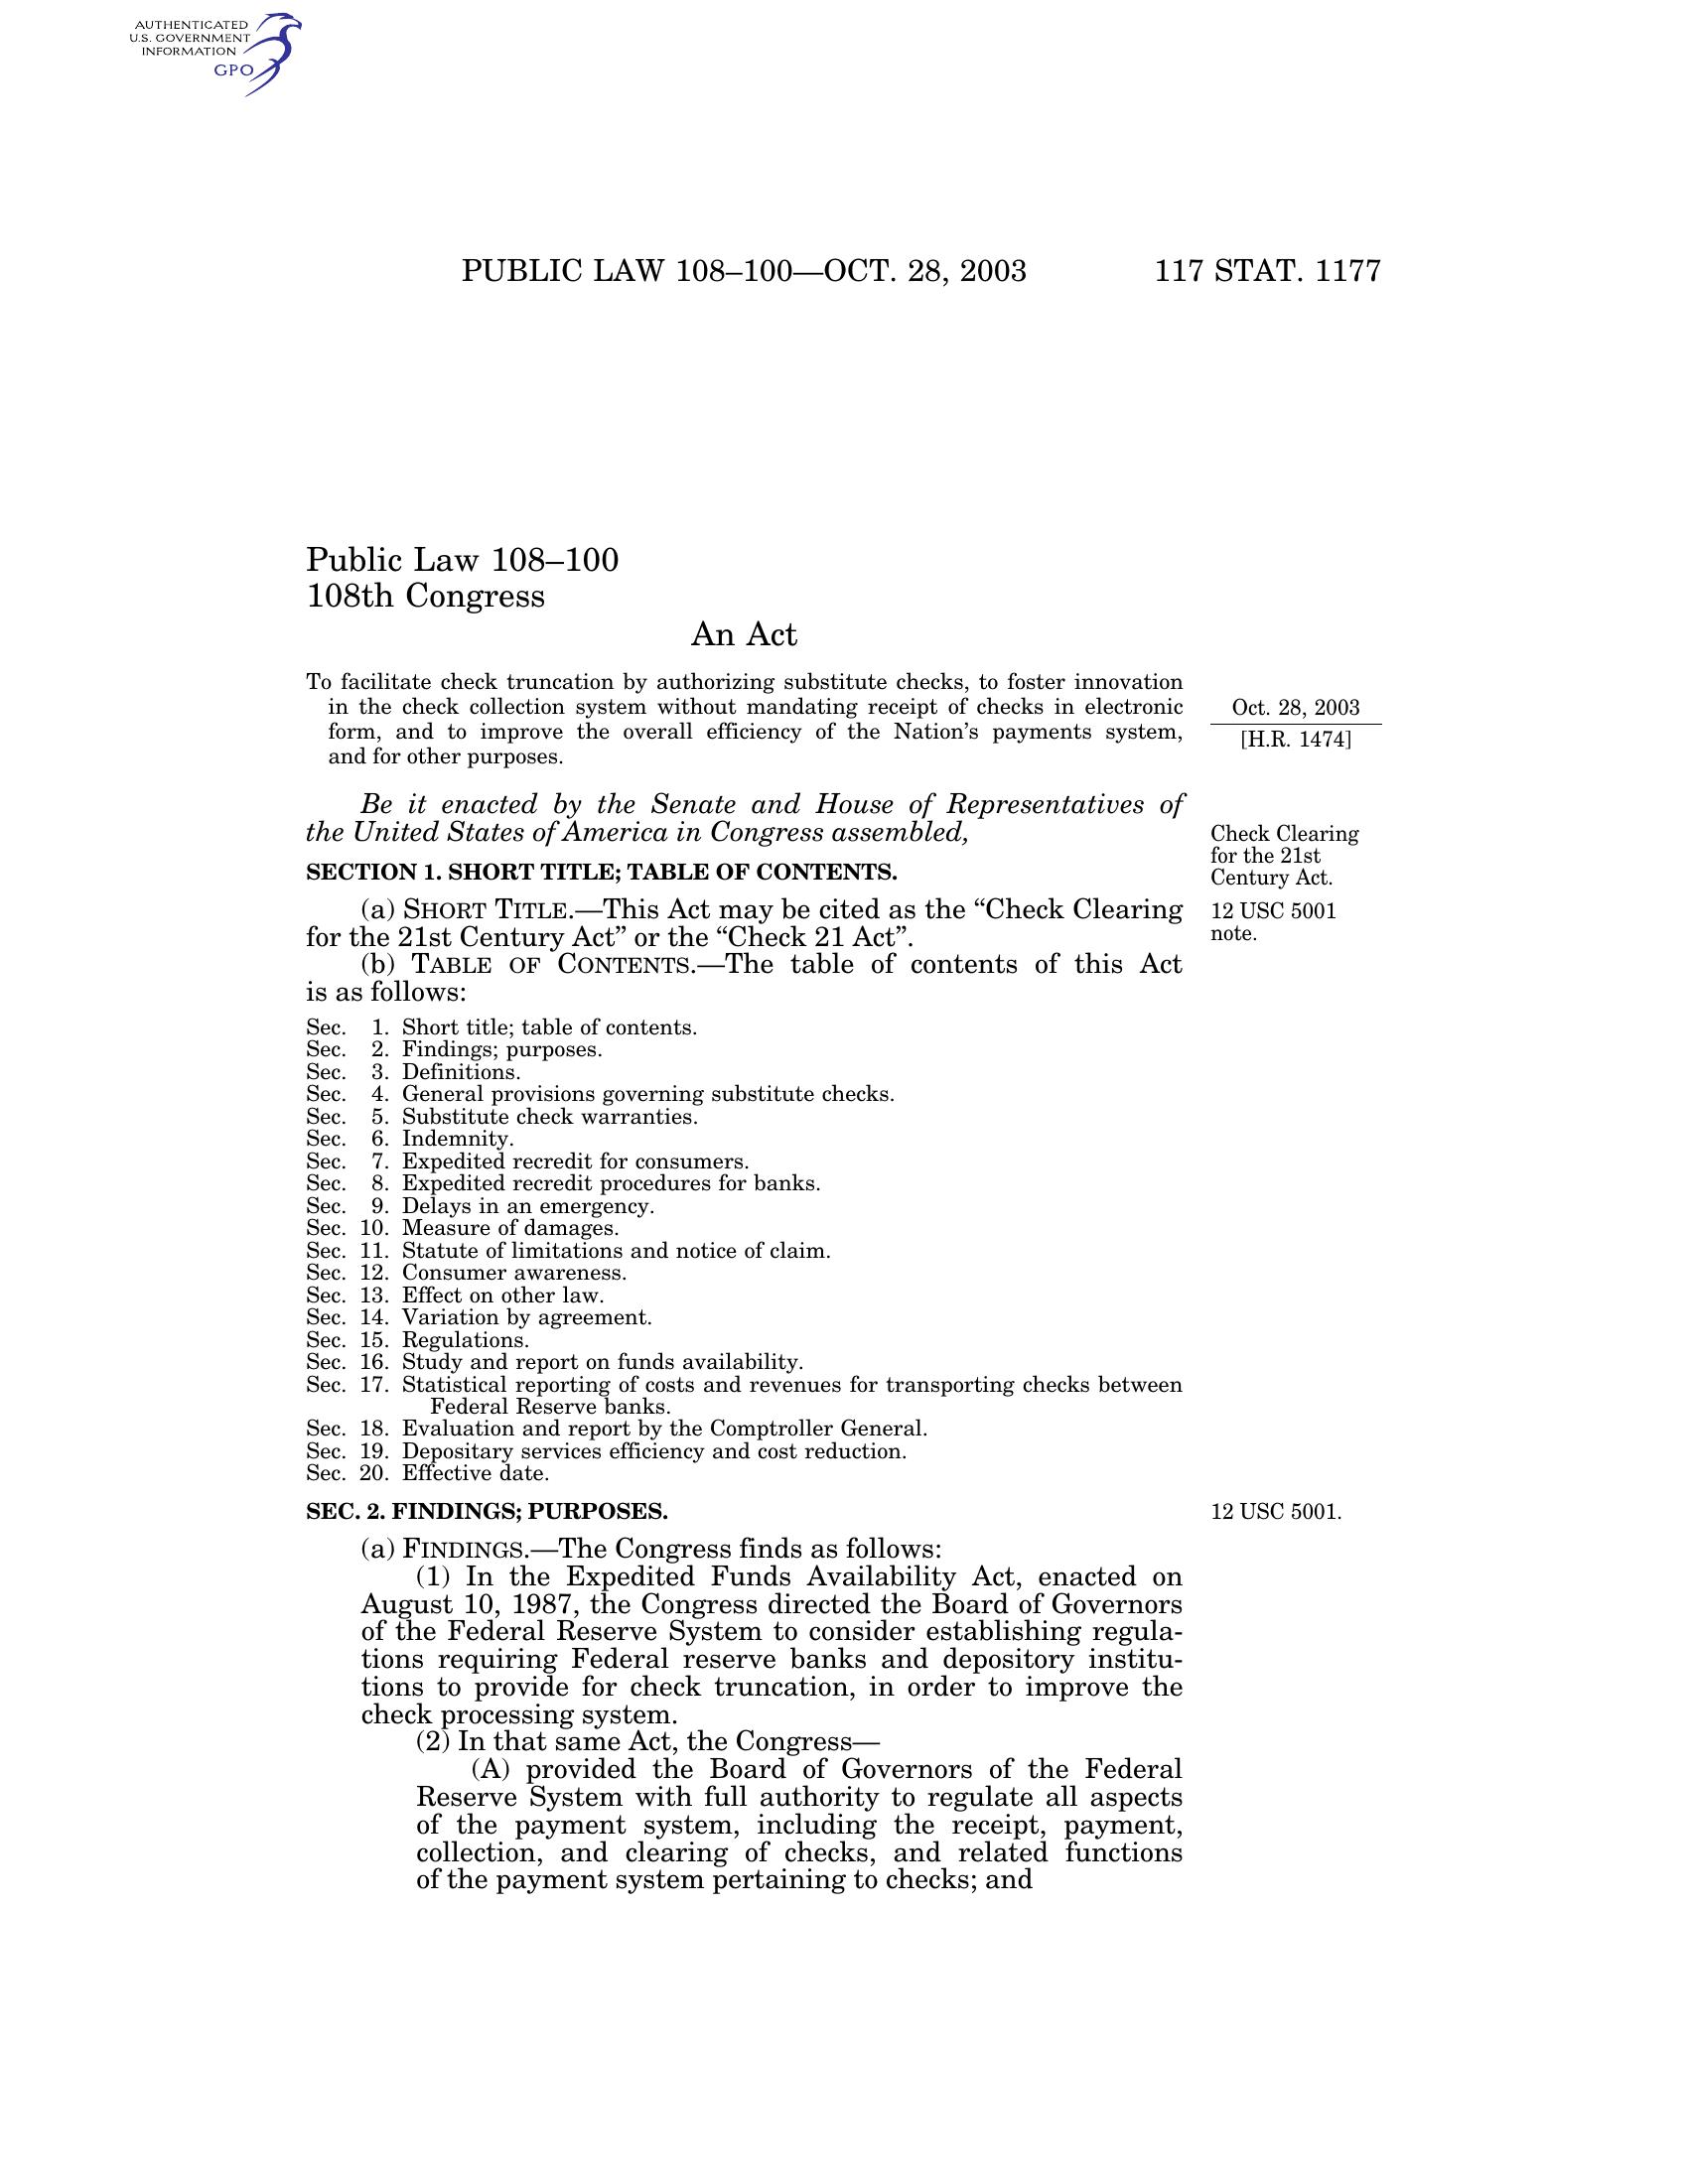 AUTHENTICATED
U.S. GOVERNMENT
INFORMATION
GPO
PUBLIC LAW 108–100—OCT. 28, 2003 117 STAT. 1177
Public Law 108–100
108th Congress
An Act
To facilitate check truncation by authorizing substitute checks, to foster innovation
in the check collection system without mandating receipt of checks in electronic
form, and to improve the overall efficiency of the Nation’s payments system,
and for other purposes.
Oct. 28, 2003
[H.R. 1474]
Be it enacted by the Senate and House of Representatives of
the United States of America in Congress assembled,
Check Clearing
for the 21st
Century Act.
12 USC 5001
note.
SECTION 1. SHORT TITLE; TABLE OF CONTENTS.
(a) SHORT TITLE.—This Act may be cited as the “Check Clearing
for the 21st Century Act” or the “Check 21 Act”.
(b) TABLE OF CONTENTS.—The table of contents of this Act
is as follows:
Sec. 1. Short title; table of contents.
Sec. 2. Findings; purposes.
Sec. 3. Definitions.
Sec. 4. General provisions governing substitute checks.
Sec. 5. Substitute check warranties.
Sec. 6. Indemnity.
Sec. 7. Expedited recredit for consumers.
Sec. 8. Expedited recredit procedures for banks.
Sec. 9. Delays in an emergency.
Sec. 10. Measure of damages.
Sec. 11. Statute of limitations and notice of claim.
Sec. 12. Consumer awareness.
Sec. 13. Effect on other law.
Sec. 14. Variation by agreement.
Sec. 15. Regulations.
Sec. 16. Study and report on funds availability.
Sec. 17. Statistical reporting of costs and revenues for transporting checks between
Federal Reserve banks.
Sec. 18. Evaluation and report by the Comptroller General.
Sec. 19. Depositary services efficiency and cost reduction.
Sec. 20. Effective date.
SEC. 2. FINDINGS; PURPOSES.
12 USC 5001.
(a) FINDINGS.—The Congress finds as follows:
(1) In the Expedited Funds Availability Act, enacted on
August 10, 1987, the Congress directed the Board of Governors
of the Federal Reserve System to consider establishing regula-
tions requiring Federal reserve banks and depository institu-
tions to provide for check truncation, in order to improve the
check processing system.
(2) In that same Act, the Congress—
(A) provided the Board of Governors of the Federal
Reserve System with full authority to regulate all aspects
of the payment system, including the receipt, payment,
collection, and clearing of checks, and related functions
of the payment system pertaining to checks; and